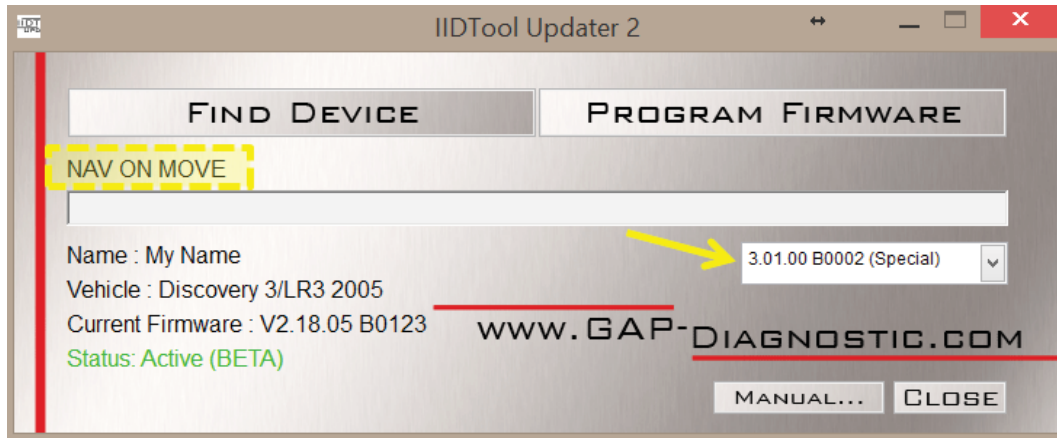 IIDTool Updater 2
FIND DEVICE
PROGRAM FIRMWARE
NAV ON MOVE
Name : My Name
3.01.00 B0002 (Special)
Vehicle : Discovery 3/LR3 2005
Current Firmware : V2.18.05 B0123
www.GAP-DIAGNOSTIC.COM
Status: Active (BETA)
MANUAL...
CLOSE